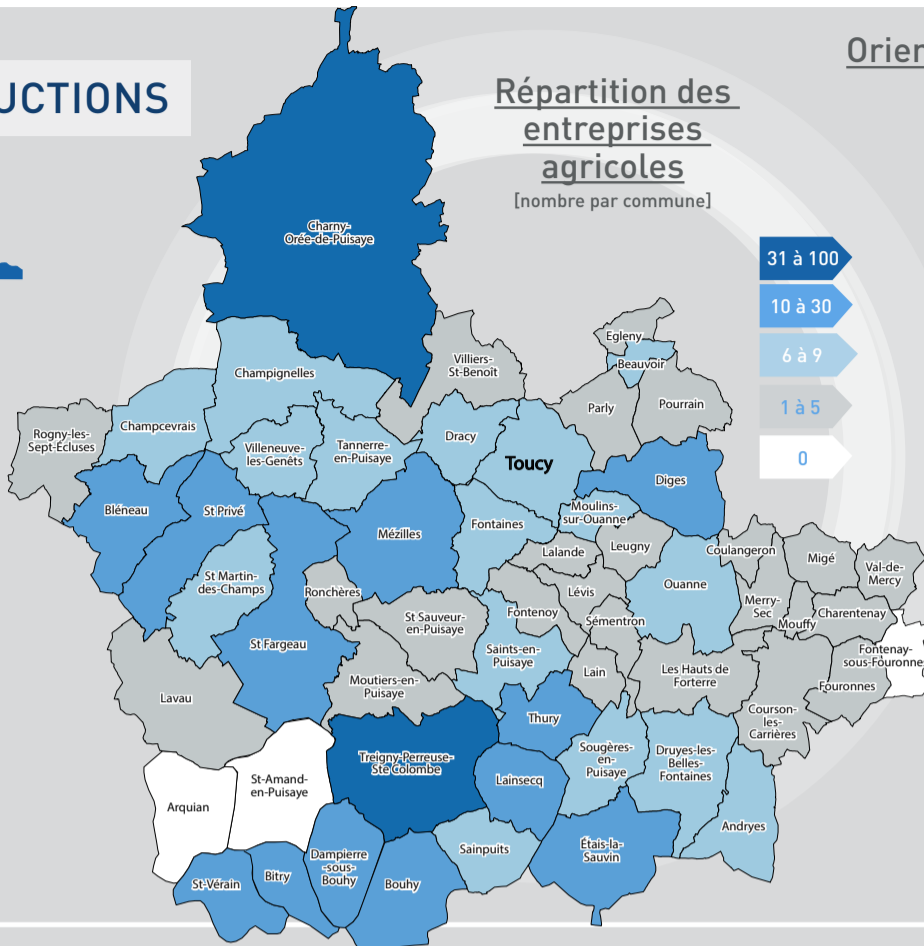 Orier
UCTIONS
Répartition des
entreprises
agricoles
[nombre par commune]
31 à 100
10 à 30
6 à 9
1 à 5
0
Charny-
Orée-de-Puisaye
Egleny
Beauvoir
Villiers-
St-Benoît
Champignelles
Parly
Pourrain
Rogny-les-
Sept-Écluses
Champcevrais
Villeneuve-
les-Genêts
Tannerre-
en-Puisaye
Dracy
Toucy
Diges
Bléneau
St Privé
Mézilles
Fontaines
Moulins-
sur-Ouanne
Lalande
Leugny
Coulangeron
Migé
Val-de-
Mercy
St Martin-
des-Champs
Ronchères
St Sauveur-
en-Puisaye
Fontenoy
Lévis
Sémentron
Ouanne
Merry-
Sec
Mouffy
Charentenay
St Fargeau
Saints-en-
Puisaye
Lain
Les Hauts de
Forterre
Fontenay-
sous-Fouronnes
Fouronnes
Lavau
Moutiers-en-
Puisaye
Thury
Courson-
les-
Carrières
Treigny-Perreuse-
Ste Colombe
Lainsecq
Sougères-
en-
Puisaye
Druyes-les-
Belles-
Fontaines
St-Amand-
en-Puisaye
Arquian
Andryes
Dampierre
-sous-
Bouhy
Sainpuits
Étais-la-
Sauvin
St-Vérain
Bitry
Bouhy